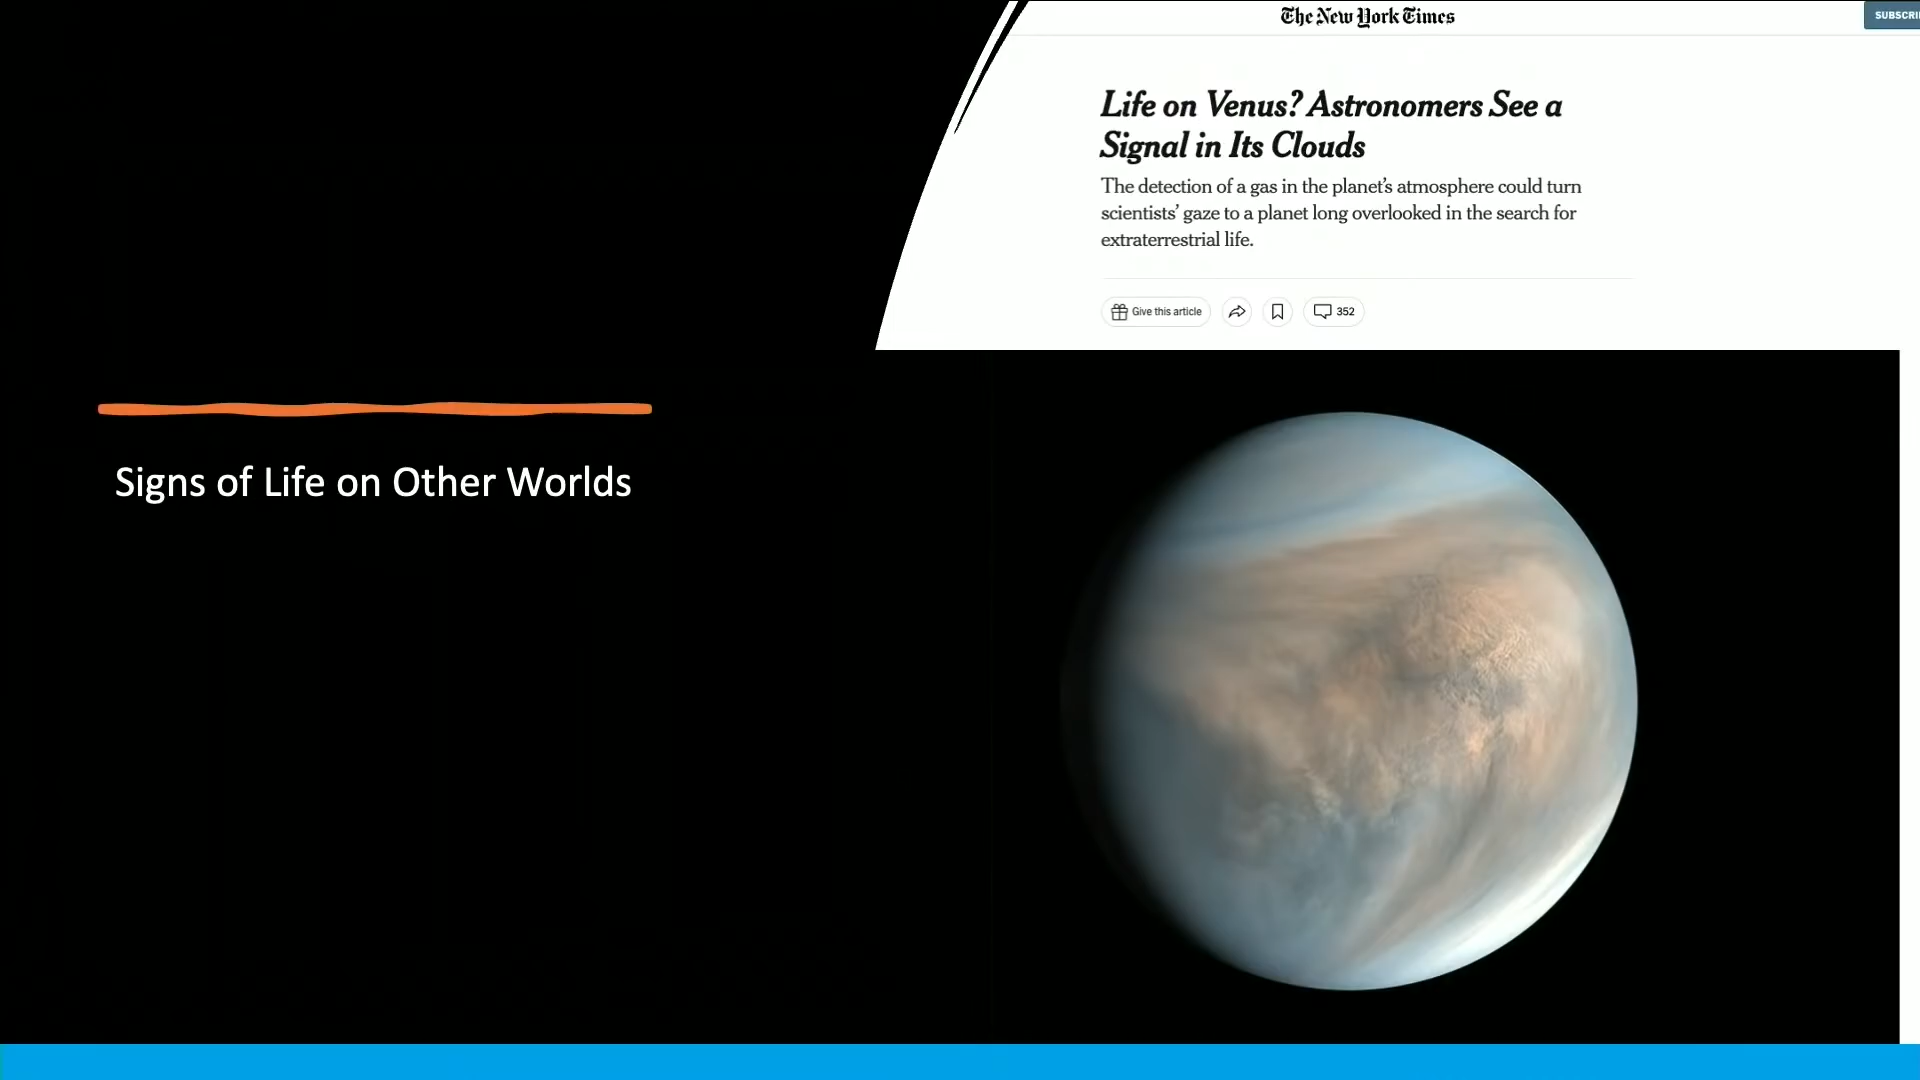 The New York Times
Life on Venus? Astronomers See a
Signal in Its Clouds
The detection of a gas in the planet's atmosphere could turn
scientists' gaze to a planet long overlooked in the search for
extraterrestrial life.
Give this article
352
Signs of Life on Other Worlds